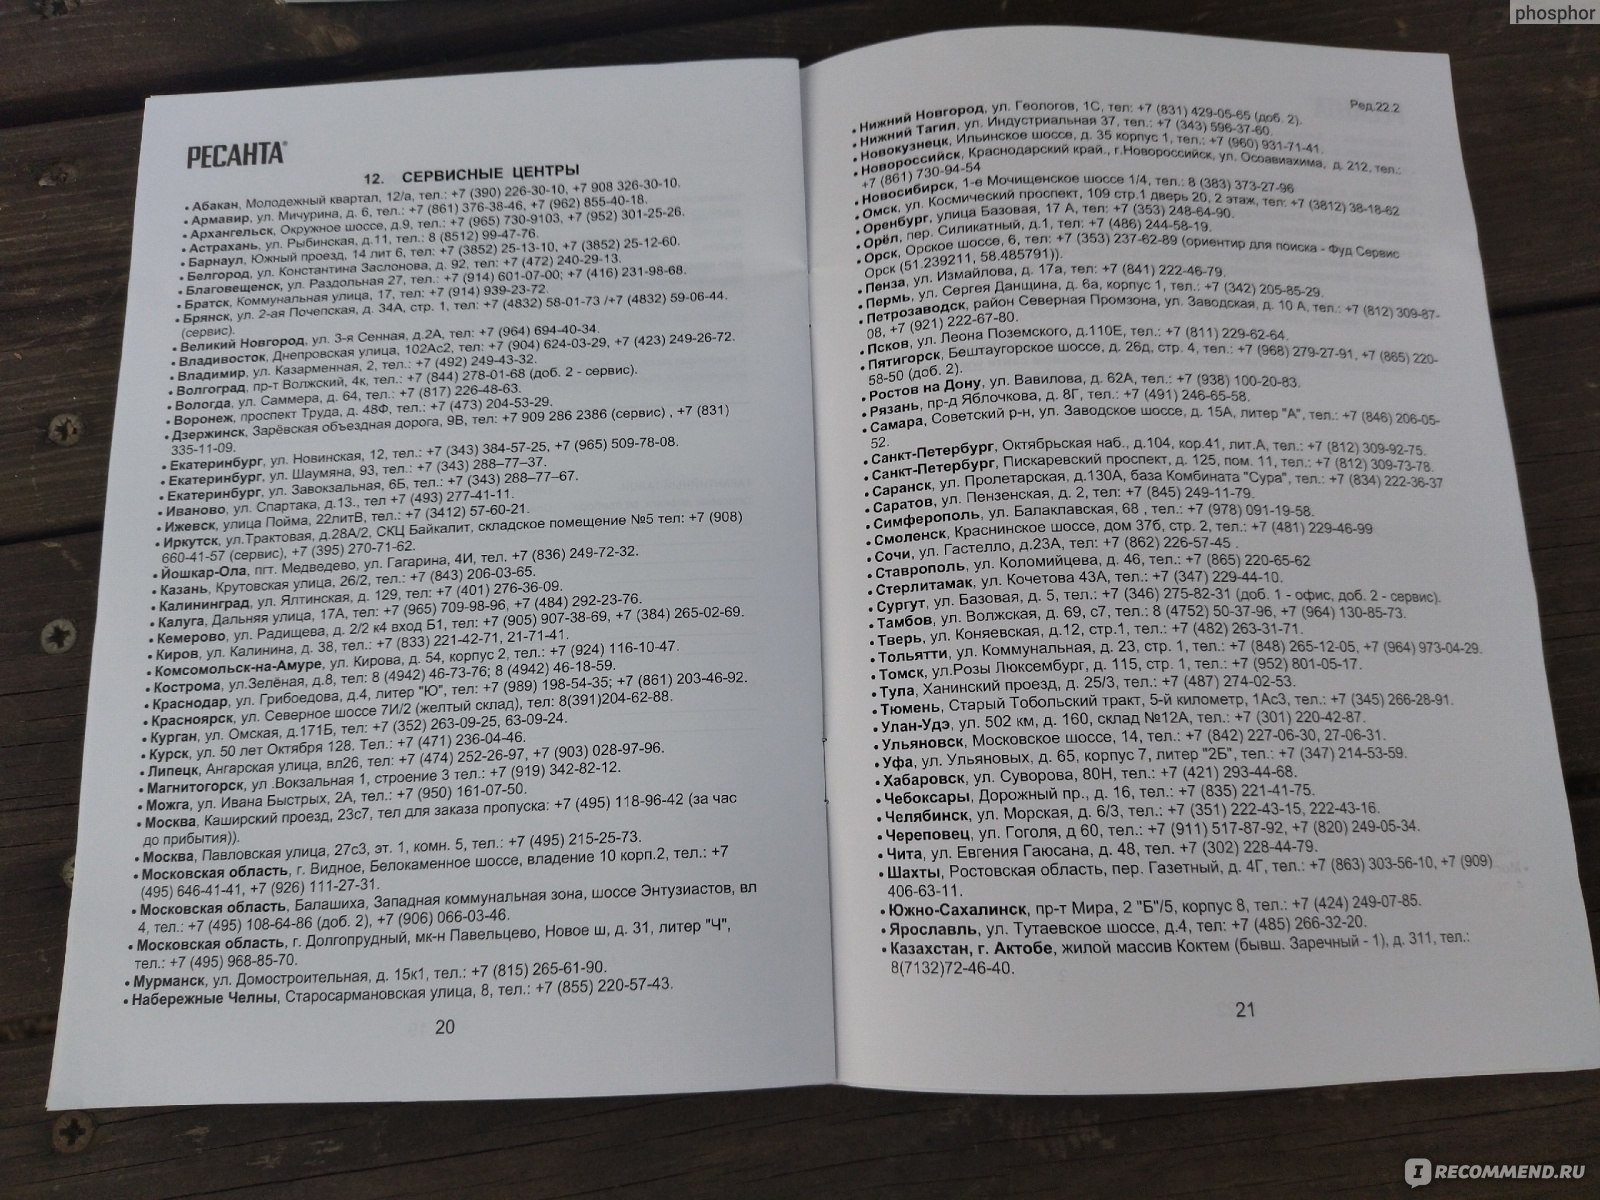 phosphor
РЕСАНТА®
12. СЕРВИСНЫЕ ЦЕНТРЫ
• Абакан, Молодежный квартал, 12/а, тел.: +7 (390) 226-30-10, +7 908 326-30-10.
• Армавир, ул. Мичурина, д. 6, тел.: +7 (861) 376-38-46, +7 (962) 855-40-18.
• Архангельск, Окружное шоссе, д.9, тел.: +7 (965) 730-9103, +7 (952) 301-25-26.
• Астрахань, ул. Рыбинская, д.11, тел.: 8 (8512) 99-47-76.
• Барнаул, Южный проезд, 14 лит 6, тел: +7 (3852) 25-13-10, +7 (3852) 25-12-60.
• Белгород, ул. Константина Заслонова, д. 92, тел: +7 (472) 240-29-13.
• Благовещенск, ул. Раздольная 27, тел.: +7 (914) 601-07-00; +7 (416) 231-98-68.
• Братск, Коммунальная улица, 17, тел: +7 (914) 939-23-72.
• Брянск, ул. 2-ая Почепская, д. 34А, стр. 1, тел: +7 (4832) 58-01-73 /+7 (4832) 59-06-44.
(сервис).
• Великий Новгород, ул. 3-я Сенная, д.2А, тел: +7 (964) 694-40-34.
• Владивосток, Днепровская улица, 102Ас2, тел: +7 (904) 624-03-29, +7 (423) 249-26-72.
• Владимир, ул. Казарменная, 2, тел.: +7 (492) 249-43-32.
• Волгоград, пр-т Волжский, 4к, тел.: +7 (844) 278-01-68 (доб. 2 - сервис).
• Вологда, ул. Саммера, д. 64, тел.: +7 (817) 226-48-63.
• Воронеж, проспект Труда, д. 48Ф, тел.: +7 (473) 204-53-29.
• Дзержинск, Зарёвская объездная дорога, 9В, тел: +7 909 286 2386 (сервис) , +7 (831)
335-11-09.
• Екатеринбург, ул. Новинская, 12, тел.: +7 (343) 384-57-25, +7 (965) 509-78-08.
• Екатеринбург, ул. Шаумяна, 93, тел.: +7 (343) 288–77–37.
• Екатеринбург, ул. Завокзальная, 6Б, тел.: +7 (343) 288–77–67.
• Иваново, ул. Спартака, д.13., тел +7 (493) 277-41-11.
• Ижевск, улица Пойма, 22литВ, тел.: +7 (3412) 57-60-21.
• Иркутск, ул.Трактовая, д.28А/2, СКЦ Байкалит, складское помещение №5 тел: +7 (908)
660-41-57 (сервис), +7 (395) 270-71-62.
• Йошкар-Ола, пгт. Медведево, ул. Гагарина, 4И, тел. +7 (836) 249-72-32.
• Казань, Крутовская улица, 26/2, тел.: +7 (843) 206-03-65.
• Калининград, ул. Ялтинская, д. 129, тел: +7 (401) 276-36-09.
• Калуга, Дальняя улица, 17А, тел: +7 (965) 709-98-96, +7 (484) 292-23-76.
• Кемерово, ул. Радищева, д. 2/2 к4 вход Б1, тел: +7 (905) 907-38-69, +7 (384) 265-02-69.
• Киров, ул. Калинина, д. 38, тел.: +7 (833) 221-42-71, 21-71-41.
• Комсомольск-на-Амуре, ул. Кирова, д. 54, корпус 2, тел.: +7 (924) 116-10-47.
• Кострома, ул.Зелёная, д.8, тел: 8 (4942) 46-73-76; 8 (4942) 46-18-59.
• Краснодар, ул. Грибоедова, д.4, литер "Ю", тел: +7 (989) 198-54-35; +7 (861) 203-46-92.
• Красноярск, ул. Северное шоссе 7И/2 (желтый склад), тел: 8(391)204-62-88.
• Курган, ул. Омская, д.171Б, тел: +7 (352) 263-09-25, 63-09-24.
• Курск, ул. 50 лет Октября 128. Тел.: +7 (471) 236-04-46.
• Липецк, Ангарская улица, вл26, тел: +7 (474) 252-26-97, +7 (903) 028-97-96.
• Магнитогорск, ул .Вокзальная 1, строение 3 тел.: +7 (919) 342-82-12.
• Можга, ул. Ивана Быстрых, 2А, тел.: +7 (950) 161-07-50.
• Москва, Каширский проезд, 23с7, тел для заказа пропуска: +7 (495) 118-96-42 (за час
до прибытия)).
• Москва, Павловская улица, 27с3, эт. 1, комн. 5, тел.: +7 (495) 215-25-73.
• Московская область, г. Видное, Белокаменное шоссе, владение 10 корп.2, тел.: +7
(495) 646-41-41, +7 (926) 111-27-31.
• Московская область, Балашиха, Западная коммунальная зона, шоссе Энтузиастов, вл
4, тел.: +7 (495) 108-64-86 (доб. 2), +7 (906) 066-03-46.
• Московская область, г. Долгопрудный, мк-н Павельцево, Новое ш, д. 31, литер "Ч",
тел.: +7 (495) 968-85-70.
• Мурманск, ул. Домостроительная, д. 15к1, тел.: +7 (815) 265-61-90.
• Набережные Челны, Старосармановская улица, 8, тел.: +7 (855) 220-57-43.
20
Ред.22.2
• Нижний Новгород, ул. Геологов, 1С, тел: +7 (831) 429-05-65 (доб. 2).
• Нижний Тагил, ул. Индустриальная 37, тел.: +7 (343) 596-37-60.
• Новокузнецк, Ильинское шоссе, д. 35 корпус 1, тел.: +7 (960) 931-71-41.
• Новороссийск, Краснодарский край., г.Новороссийск, ул. Осоавиахима, д. 212, тел.:
+7 (861) 730-94-54
• Новосибирск, 1-е Мочищенское шоссе 1/4, тел.: 8 (383) 373-27-96
• Омск, ул. Космический проспект, 109 стр.1 дверь 20, 2 этаж, тел.: +7 (3812) 38-18-62
• Оренбург, улица Базовая, 17 А, тел: +7 (353) 248-64-90.
• Орёл, пер. Силикатный, д.1, тел: +7 (486) 244-58-19.
• Орск, Орское шоссе, 6, тел: +7 (353) 237-62-89 (ориентир для поиска - Фуд Сервис
Орск (51.239211, 58.485791)).
• Пенза, ул. Измайлова, д. 17а, тел: +7 (841) 222-46-79.
• Пермь, ул. Сергея Данщина, д. 6а, корпус 1, тел.: +7 (342) 205-85-29.
• Петрозаводск, район Северная Промзона, ул. Заводская, д. 10 А, тел.: +7 (812) 309-87-
08, +7 (921) 222-67-80.
• Псков, ул. Леона Поземского, д.110Е, тел.: +7 (811) 229-62-64.
• Пятигорск, Бештаугорское шоссе, д. 26д, стр. 4, тел.: +7 (968) 279-27-91, +7 (865) 220-
58-50 (доб. 2).
• Ростов на Дону, ул. Вавилова, д. 62А, тел.: +7 (938) 100-20-83.
• Рязань, пр-д Яблочкова, д. 8Г, тел.: +7 (491) 246-65-58.
• Самара, Советский р-н, ул. Заводское шоссе, д. 15А, литер "А", тел.: +7 (846) 206-05-
52.
• Санкт-Петербург, Октябрьская наб., д.104, кор.41, лит.А, тел.: +7 (812) 309-92-75.
• Санкт-Петербург, Пискаревский проспект, д. 125, пом. 11, тел.: +7 (812) 309-73-78.
• Саранск, ул. Пролетарская, д.130А, база Комбината "Сура", тел.: +7 (834) 222-36-37
• Саратов, ул. Пензенская, д. 2, тел: +7 (845) 249-11-79.
• Симферополь, ул. Балаклавская, 68 , тел.: +7 (978) 091-19-58.
• Смоленск, Краснинское шоссе, дом 37б, стр. 2, тел.: +7 (481) 229-46-99
• Сочи, ул. Гастелло, д.23А, тел: +7 (862) 226-57-45 .
• Ставрополь, ул. Коломийцева, д. 46, тел.: +7 (865) 220-65-62
• Стерлитамак, ул. Кочетова 43А, тел.: +7 (347) 229-44-10.
• Сургут, ул. Базовая, д. 5, тел.: +7 (346) 275-82-31 (доб. 1 - офис, доб. 2 - сервис).
• Тамбов, ул. Волжская, д. 69, с7, тел.: 8 (4752) 50-37-96, +7 (964) 130-85-73.
• Тверь, ул. Коняевская, д.12, стр.1, тел.: +7 (482) 263-31-71.
• Тольятти, ул. Коммунальная, д. 23, стр. 1, тел.: +7 (848) 265-12-05, +7 (964) 973-04-29.
• Томск, ул.Розы Люксембург, д. 115, стр. 1, тел.: +7 (952) 801-05-17.
• Тула, Ханинский проезд, д. 25/3, тел.: +7 (487) 274-02-53.
• Тюмень, Старый Тобольский тракт, 5-й километр, 1Ас3, тел.: +7 (345) 266-28-91.
• Улан-Удэ, ул. 502 км, д. 160, склад №12А, тел.: +7 (301) 220-42-87.
• Ульяновск, Московское шоссе, 14, тел.: +7 (842) 227-06-30, 27-06-31.
• Уфа, ул. Ульяновых, д. 65, корпус 7, литер "2Б", тел.: +7 (347) 214-53-59.
• Хабаровск, ул. Суворова, 80Н, тел.: +7 (421) 293-44-68.
• Чебоксары, Дорожный пр., д. 16, тел.: +7 (835) 221-41-75.
• Челябинск, ул. Морская, д. 6/3, тел.: +7 (351) 222-43-15, 222-43-16.
• Череповец, ул. Гоголя, д 60, тел.: +7 (911) 517-87-92, +7 (820) 249-05-34.
• Чита, ул. Евгения Гаюсана, д. 48, тел. +7 (302) 228-44-79.
• Шахты, Ростовская область, пер. Газетный, д. 4Г, тел.: +7 (863) 303-56-10, +7 (909)
406-63-11.
• Южно-Сахалинск, пр-т Мира, 2 "Б"/5, корпус 8, тел.: +7 (424) 249-07-85.
• Ярославль, ул. Тутаевское шоссе, д.4, тел.: +7 (485) 266-32-20.
• Казахстан, г. Актобе, жилой массив Коктем (бывш. Заречный - 1), д. 311, тел.:
8(7132)72-46-40.
21
IRECOMMEND.RU